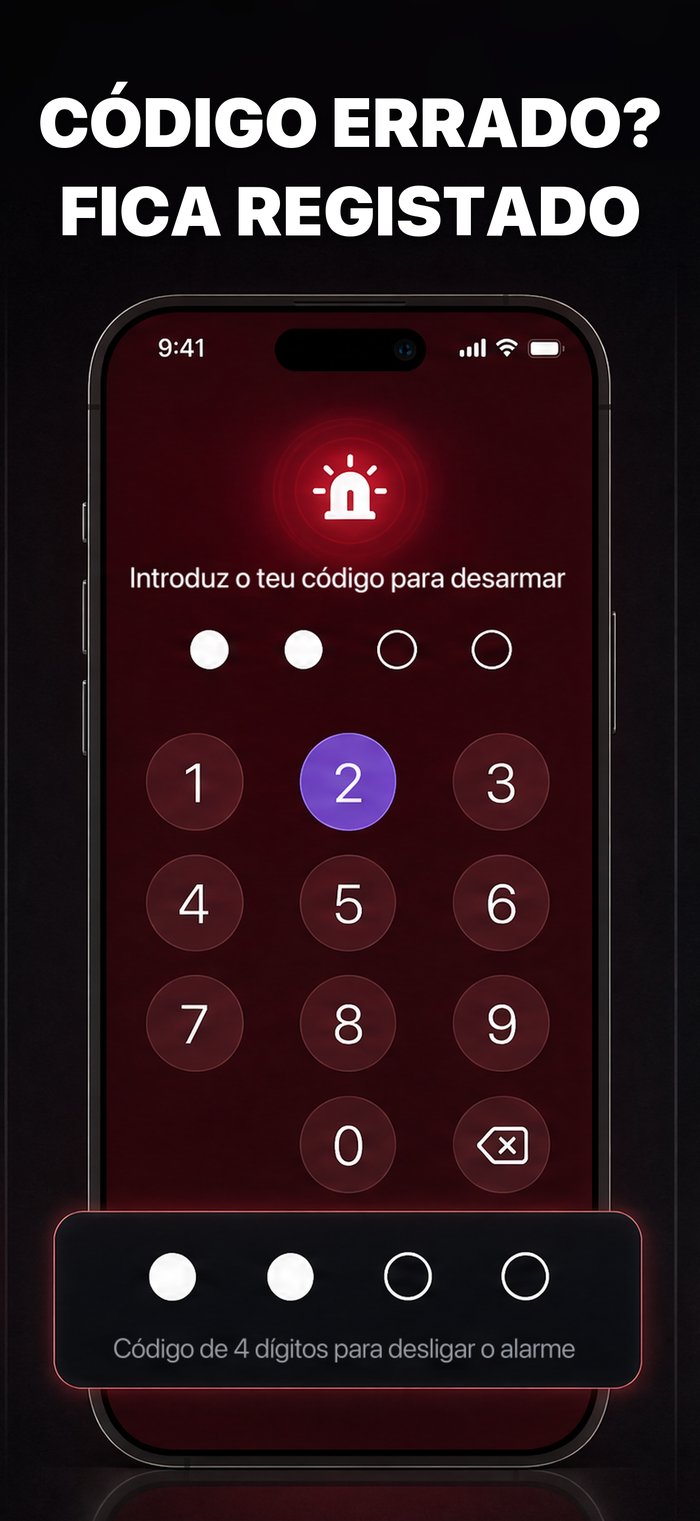 CÓDIGO ERRADO?
FICA REGISTADO
9:41
Introduz o teu código para desarmar
1 2 3
4 5 6
7 8 9
0
Código de 4 dígitos para desligar o alarme